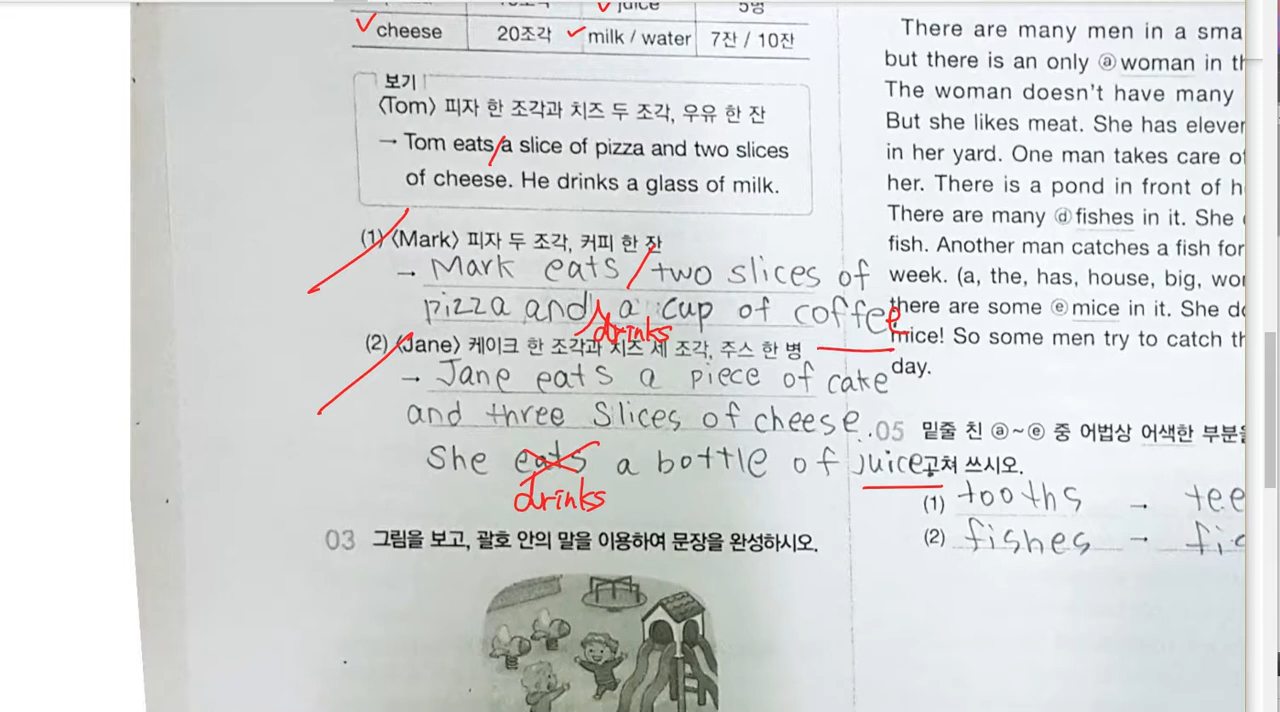 juice 5병
cheese 20조각 milk / water 7잔 / 10잔
보기
〈Tom〉 피자 한 조각과 치즈 두 조각, 우유 한 잔
→ Tom eats a slice of pizza and two slices
of cheese. He drinks a glass of milk.
(1) 〈Mark〉 피자 두 조각, 커피 한 잔
→ Mark eats two slices of
pizza and a cup of coffee
drinks
(2) 〈Jane〉 케이크 한 조각과 치즈 세 조각, 주스 한 병
→ Jane eats a piece of cake
and three slices of cheese.
She eats a bottle of juice
drinks
03 그림을 보고, 괄호 안의 말을 이용하여 문장을 완성하시오.
There are many men in a sma
but there is an only ⓐ woman in th
The woman doesn't have many
But she likes meat. She has eleven
in her yard. One man takes care of
her. There is a pond in front of h
There are many ⓓ fishes in it. She
fish. Another man catches a fish for
week. (a, the, has, house, big, wo
there are some ⓔ mice in it. She do
mice! So some men try to catch th
day.
05 밑줄 친 ⓐ~ⓔ 중 어법상 어색한 부분을
고쳐 쓰시오.
(1) tooths → tee
(2) fishes → fi